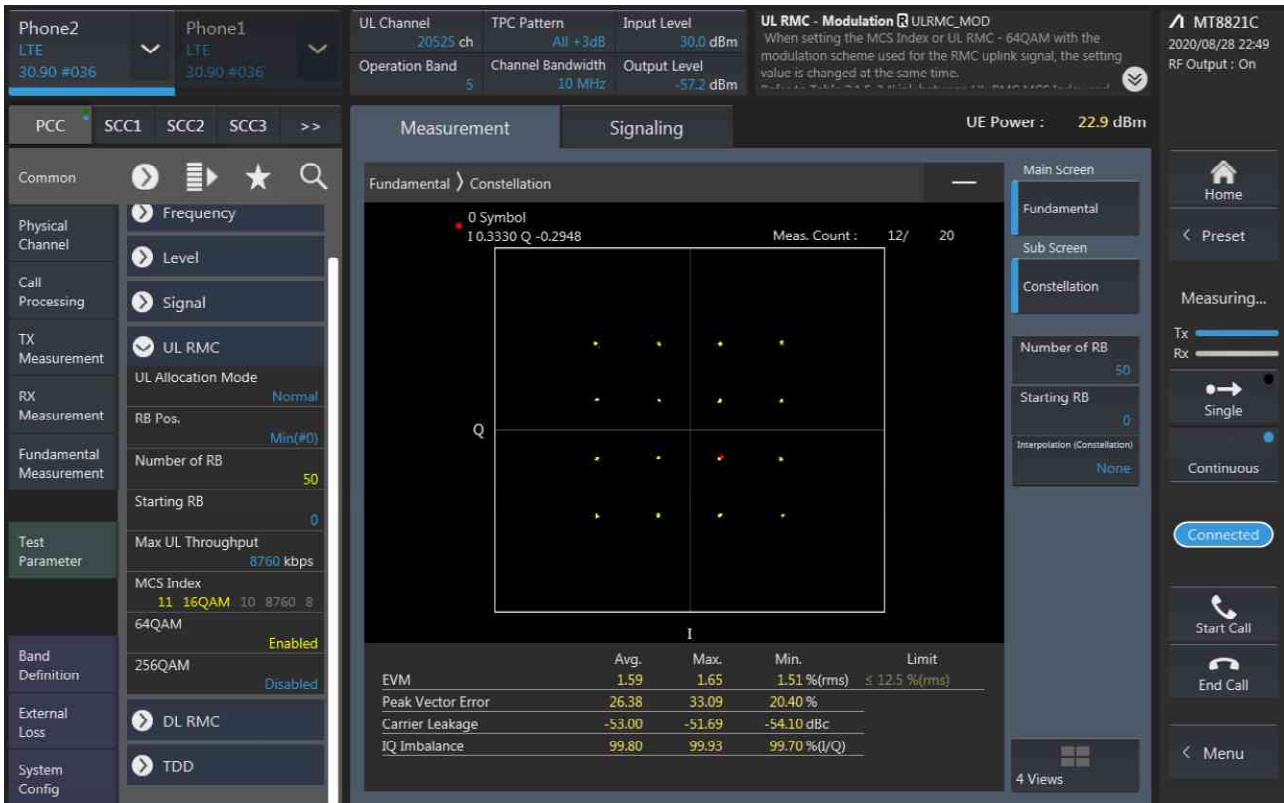 Phone2
LTE
30.90 #036
Phone1
LTE
30.90 #036
UL Channel
20525 ch
TPC Pattern
All +3dB
Input Level
30.0 dBm
Operation Band
5
Channel Bandwidth
10 MHz
Output Level
-57.2 dBm
UL RMC - Modulation R ULRMC_MOD
When setting the MCS Index or UL RMC - 64QAM with the
modulation scheme used for the RMC uplink signal, the setting
value is changed at the same time.
MT8821C
2020/08/28 22:49
RF Output : On
PCC SCC1 SCC2 SCC3 >>
Measurement
Signaling
UE Power : 22.9 dBm
Common
Physical
Channel
Call
Processing
TX
Measurement
RX
Measurement
Fundamental
Measurement
Test
Parameter
Band
Definition
External
Loss
System
Config
Frequency
Level
Signal
UL RMC
UL Allocation Mode
Normal
RB Pos.
Min(#0)
Number of RB
50
Starting RB
0
Max UL Throughput
8760 kbps
MCS Index
11 16QAM 10 8760 8
64QAM
Enabled
256QAM
Disabled
DL RMC
TDD
Fundamental ⟩ Constellation
0 Symbol
I 0.3330 Q -0.2948
Meas. Count : 12/ 20
Q
I
Avg. Max. Min. Limit
EVM 1.59 1.65 1.51 %(rms) ≤ 12.5 %(rms)
Peak Vector Error 26.38 33.09 20.40 %
Carrier Leakage -53.00 -51.69 -54.10 dBc
IQ Imbalance 99.80 99.93 99.70 %(I/Q)
Main Screen
Fundamental
Sub Screen
Constellation
Number of RB
50
Starting RB
0
Interpolation (Constellation)
None
4 Views
Home
< Preset
Measuring...
Tx
Rx
Single
Continuous
Connected
Start Call
End Call
< Menu